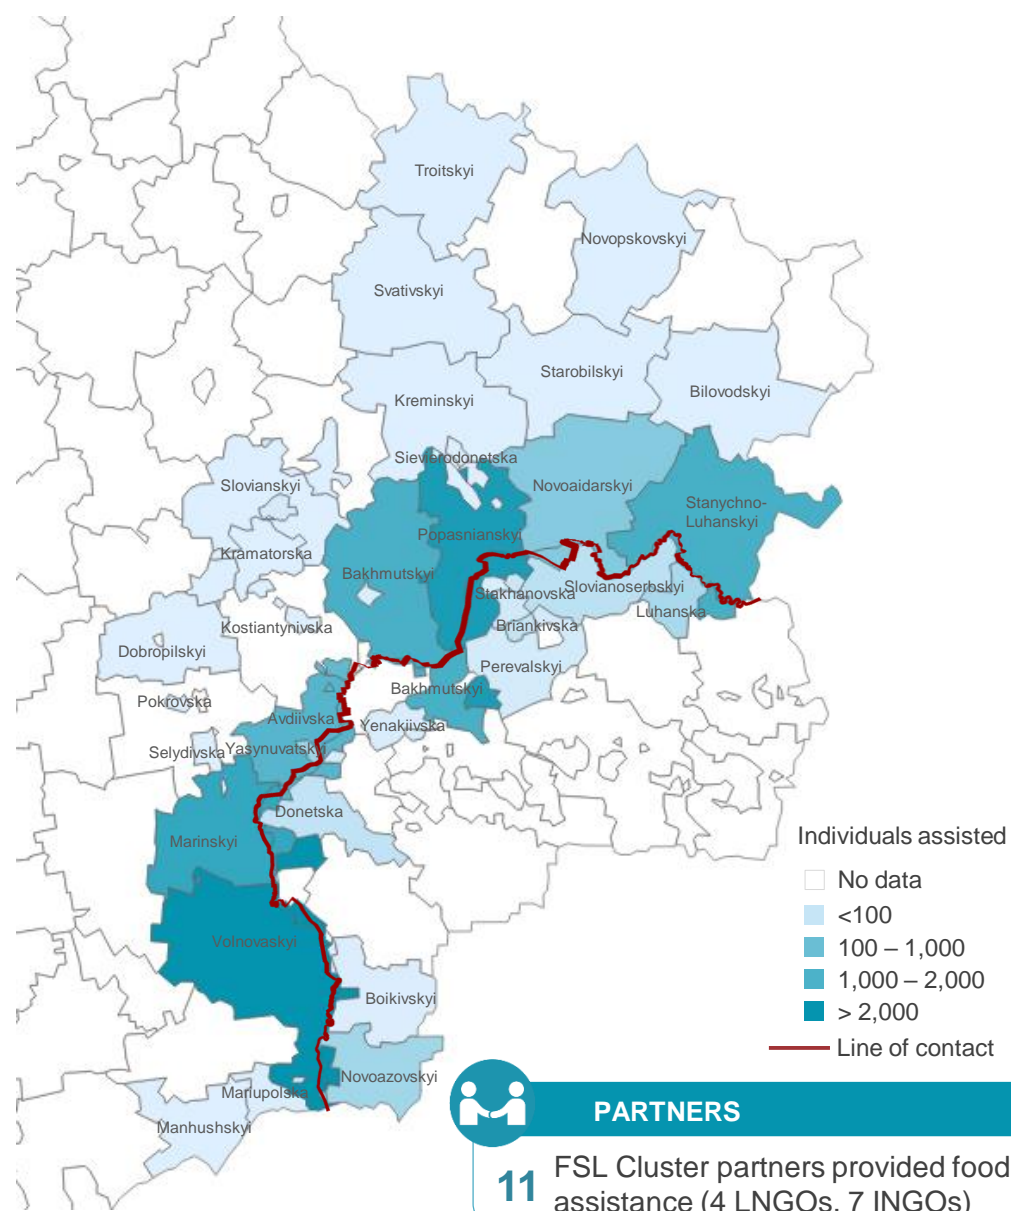 Troitskyi
Novopskovskyi
Svativskyi
Starobilskyi
Bilovodskyi
Kreminskyi
Sievierodonetska
Slovianskyi
Novoaidarskyi
Stanychno-
Luhanskyi
Popasnianskyi
Kramatorska
Bakhmutskyi
Stakhanovska
Slovianoserbskyi
Luhanska
Kostiantynivska
Briankivska
Dobropilskyi
Perevalskyi
Bakhmutskyi
Pokrovska
Avdiivska
Yenakiivska
Selydivska
Yasynuvatskyi
Donetska
Marinskyi
Volnovaskyi
Boikivskyi
Novoazovskyi
Mariupolska
Manhushskyi
Individuals assisted
No data
<100
100 – 1,000
1,000 – 2,000
> 2,000
Line of contact
PARTNERS
11 FSL Cluster partners provided food
assistance (4 LNGOs, 7 INGOs)